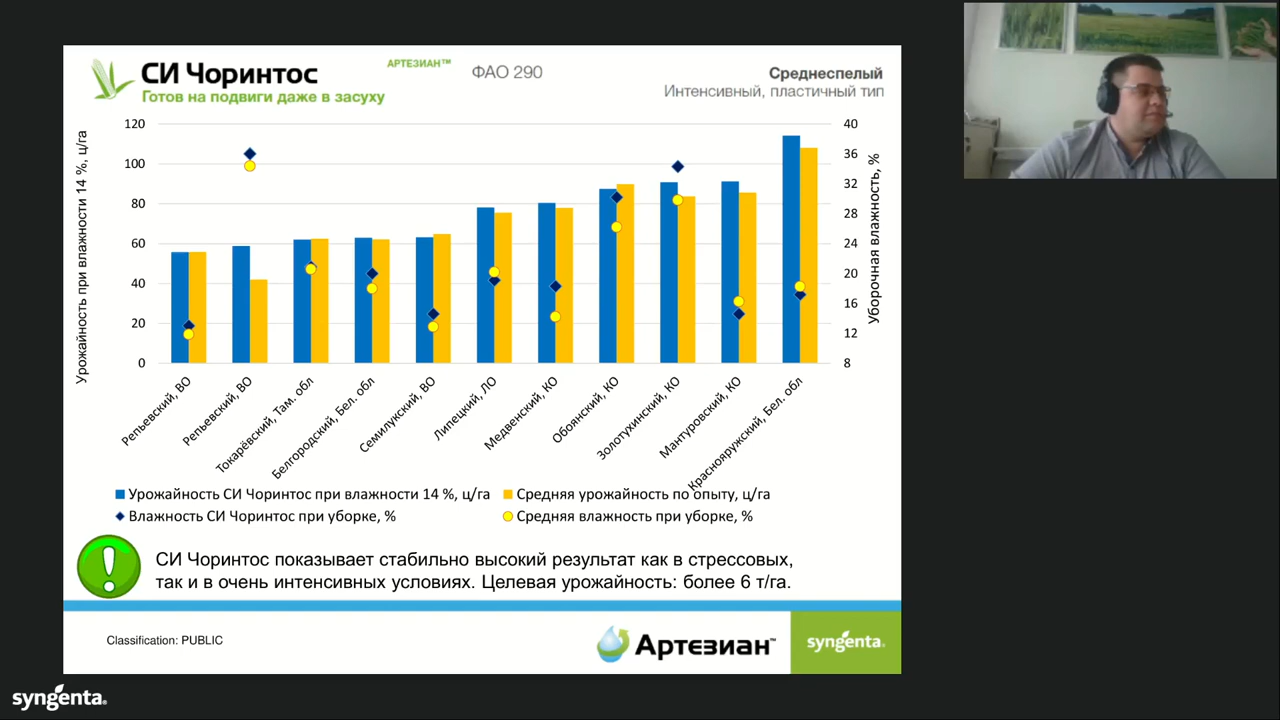 СИ Чоринтос
АРТЕЗИАН™
ФАО 290
Среднеспелый
Готов на подвиги даже в засуху
Интенсивный, пластичный тип
Урожайность при влажности 14 %, ц/га
120
100
80
60
40
20
0
40
36
32
28
24
20
16
12
8
Уборочная влажность, %
Репьевский, ВО
Репьевский, ВО
Токарёвский, Там. обл
Белгородский, Бел. обл
Семилукский, ВО
Липецкий, ЛО
Медвенский, КО
Обоянский, КО
Золотухинский, КО
Мантуровский, КО
Краснояружский, Бел. обл
Урожайность СИ Чоринтос при влажности 14 %, ц/га
Средняя урожайность по опыту, ц/га
Влажность СИ Чоринтос при уборке, %
Средняя влажность при уборке, %
СИ Чоринтос показывает стабильно высокий результат как в стрессовых,
так и в очень интенсивных условиях. Целевая урожайность: более 6 т/га.
Classification: PUBLIC
Артезиан™
syngenta®
syngenta®